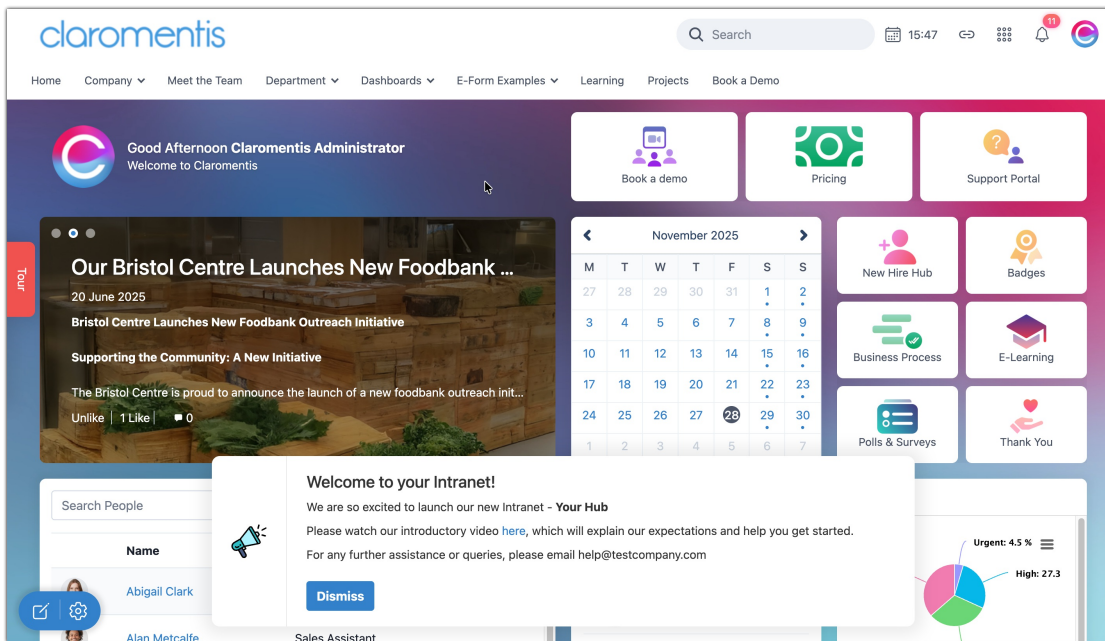 claromentis
Search
15:47
11
Home Company Meet the Team Department Dashboards E-Form Examples Learning Projects Book a Demo
Good Afternoon Claromentis Administrator
Welcome to Claromentis
Book a demo
Pricing
Support Portal
Tour
Our Bristol Centre Launches New Foodbank ...
20 June 2025
Bristol Centre Launches New Foodbank Outreach Initiative
Supporting the Community: A New Initiative
The Bristol Centre is proud to announce the launch of a new foodbank outreach init...
Unlike | 1 Like | 0
November 2025
M T W T F S S
27 28 29 30 31 1 2
3 4 5 6 7 8 9
10 11 12 13 14 15 16
17 18 19 20 21 22 23
24 25 26 27 28 29 30
1 2 3 4 5 6 7
New Hire Hub
Badges
Business Process
E-Learning
Polls & Surveys
Thank You
Welcome to your Intranet!
We are so excited to launch our new Intranet - Your Hub
Please watch our introductory video here, which will explain our expectations and help you get started.
For any further assistance or queries, please email help@testcompany.com
Dismiss
Search People
Name
Abigail Clark
Alan Metcalfe Sales Assistant
Urgent: 4.5 %
High: 27.3